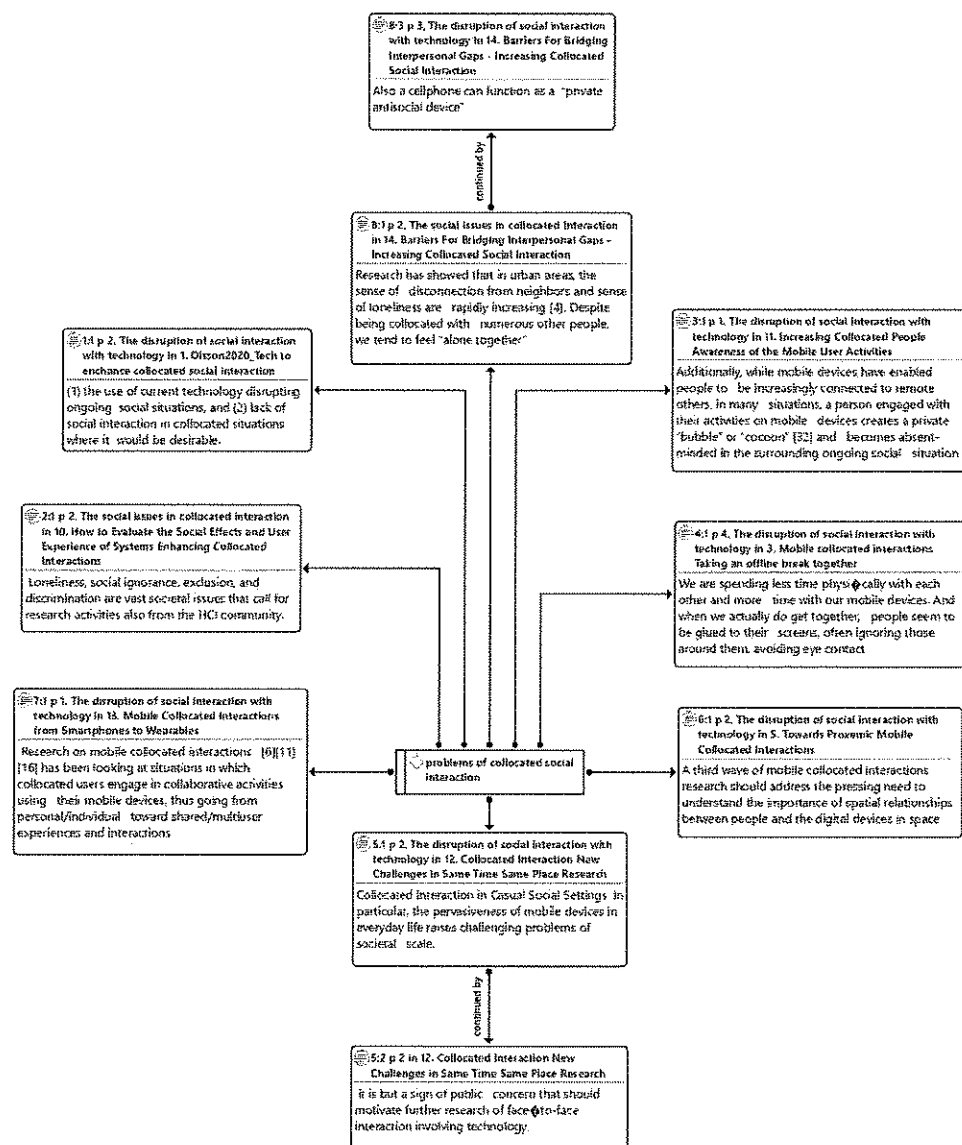 8:3 p 3, The disruption of social interaction
with technology in 14. Barriers For Bridging
Interpersonal Gaps - Increasing Collocated
Social Interaction
Also a cellphone can function as a "private
antisocial device"
continued by
8:1 p 2, The social issues in collocated interaction
in 14. Barriers For Bridging Interpersonal Gaps -
Increasing Collocated Social Interaction
Research has showed that in urban areas, the
sense of disconnection from neighbors and sense
of loneliness are rapidly increasing [4]. Despite
being collocated with numerous other people,
we tend to feel "alone together"
1:1 p 2, The disruption of social interaction
with technology in 1. Olsson2020_Tech to
enchance collocated social interaction
(1) the use of current technology disrupting
ongoing social situations, and (2) lack of
social interaction in collocated situations
where it would be desirable.
3:1 p 1, The disruption of social interaction with
technology in 11. Increasing Collocated People
Awareness of the Mobile User Activities
Additionally, while mobile devices have enabled
people to be increasingly connected to remote
others, in many situations, a person engaged with
their activities on mobile devices creates a private
"bubble" or "cocoon" [32] and becomes absent-
minded in the surrounding ongoing social situation
2:1 p 2, The social issues in collocated interaction
in 10. How to Evaluate the Social Effects and User
Experience of Systems Enhancing Collocated
Interactions
Loneliness, social ignorance, exclusion, and
discrimination are vast societal issues that call for
research activities also from the HCI community.
4:1 p 4, The disruption of social interaction with
technology in 3. Mobile collocated interactions
Taking an offline break together
We are spending less time physi�cally with each
other and more time with our mobile devices. And
when we actually do get together, people seem to
be glued to their screens, often ignoring those
around them, avoiding eye contact
7:1 p 1, The disruption of social interaction with
technology in 13. Mobile Collocated Interactions
from Smartphones to Wearables
Research on mobile collocated interactions [6][11]
[16] has been looking at situations in which
collocated users engage in collaborative activities
using their mobile devices, thus going from
personal/individual toward shared/multiuser
experiences and interactions
problems of collocated social
interaction
6:1 p 2, The disruption of social interaction with
technology in 5. Towards Proxemic Mobile
Collocated Interactions
A third wave of mobile collocated interactions
research should address the pressing need to
understand the importance of spatial relationships
between people and the digital devices in space
5:1 p 2, The disruption of social interaction with
technology in 12. Collocated Interaction New
Challenges in Same Time Same Place Research
Collocated Interaction in Casual Social Settings in
particular, the pervasiveness of mobile devices in
everyday life raises challenging problems of
societal scale.
continued by
5:2 p 2 in 12. Collocated Interaction New
Challenges in Same Time Same Place Research
it is but a sign of public concern that should
motivate further research of face�to-face
interaction involving technology.